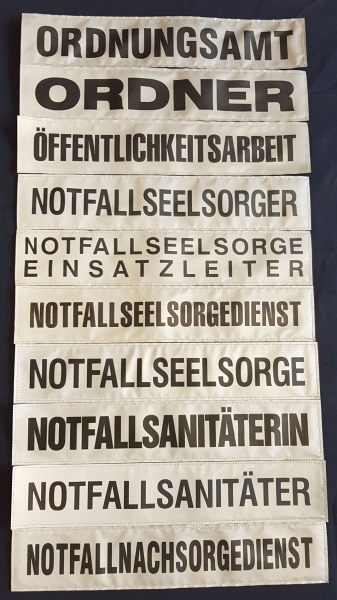 ORDNUNGSAMT
ORDNER
ÖFFENTLICHKEITSARBEIT
NOTFALLSEELSORGER
NOTFALLSEELSORGE
EINSATZLEITER
NOTFALLSEELSORGEDIENST
NOTFALLSEELSORGE
NOTFALLSANITÄTERIN
NOTFALLSANITÄTER
NOTFALLNACHSORGEDIENST